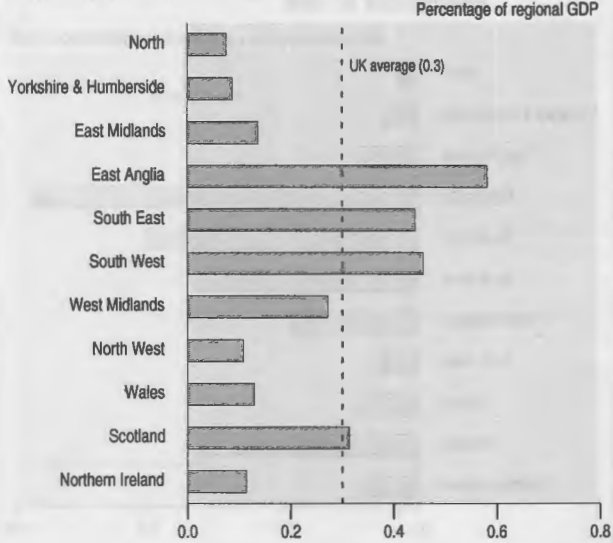 Percentage of regional GDP
North
UK average (0.3)
Yorkshire & Humberside
East Midlands
East Anglia
South East
South West
West Midlands
North West
Wales
Scotland
Northern Ireland
0.0 0.2 0.4 0.6 0.8